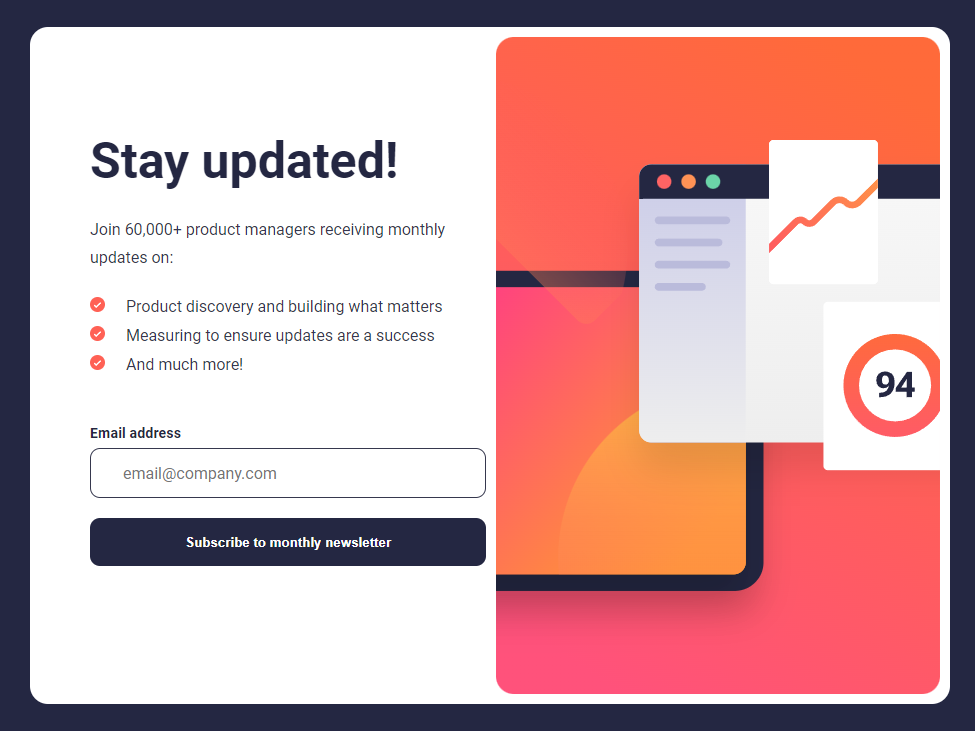 Stay updated!
Join 60,000+ product managers receiving monthly
updates on:
Product discovery and building what matters
Measuring to ensure updates are a success
And much more!
Email address
email@company.com
Subscribe to monthly newsletter
94